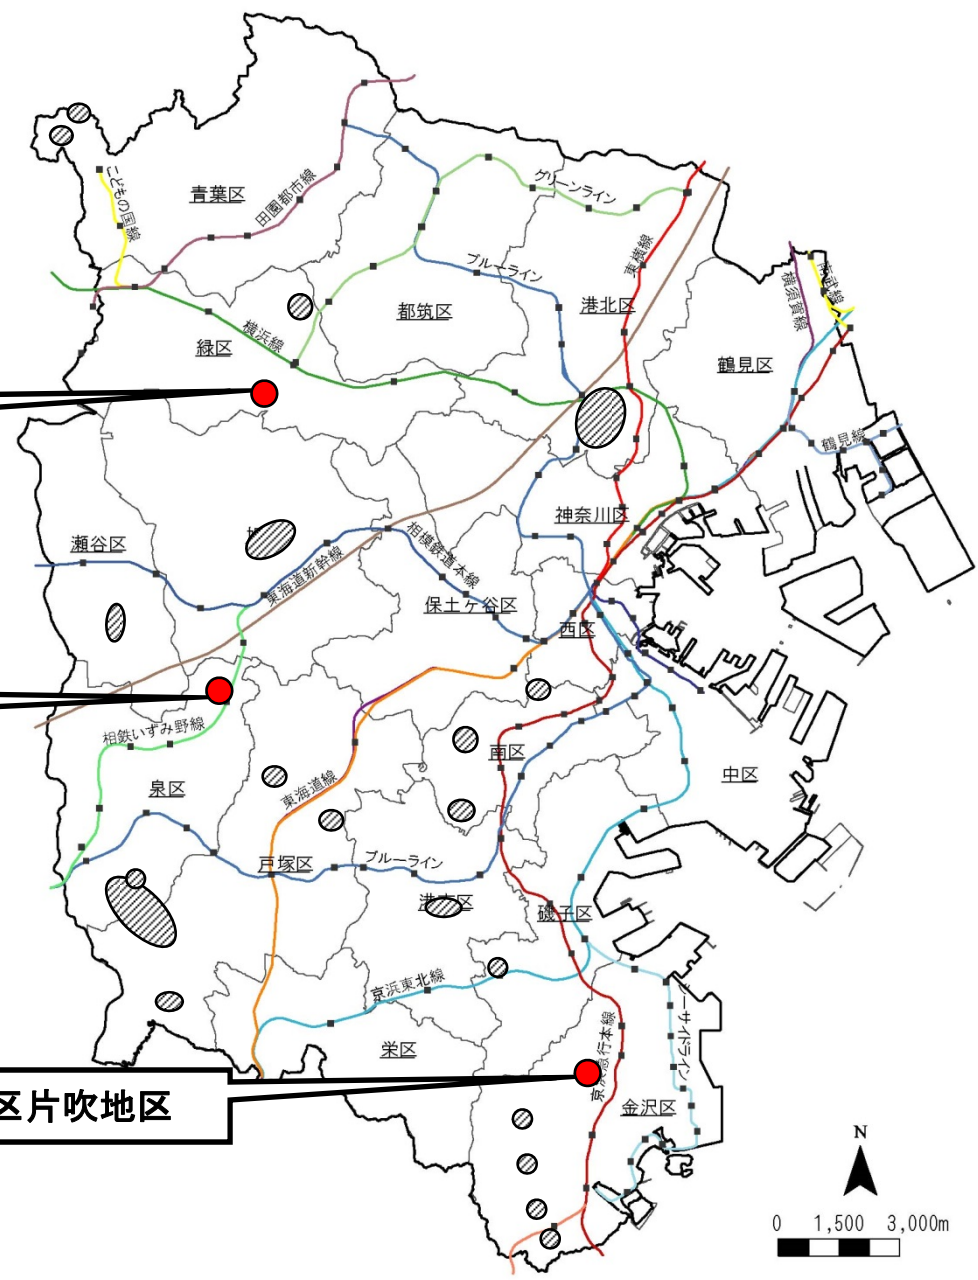 こどもの国線
青葉区
田園都市線
グリーンライン
東横線
ブルーライン
都筑区
港北区
横須賀線
南武線
横浜線
緑区
鶴見区
鶴見線
神奈川区
瀬谷区
東海道新幹線
相模鉄道本線
保土ヶ谷区
西区
相鉄いずみ野線
泉区
東海道線
南区
中区
戸塚区
ブルーライン
磯子区
京浜東北線
シーサイドライン
栄区
京浜急行本線
区片吹地区
金沢区
N
0 1,500 3,000m